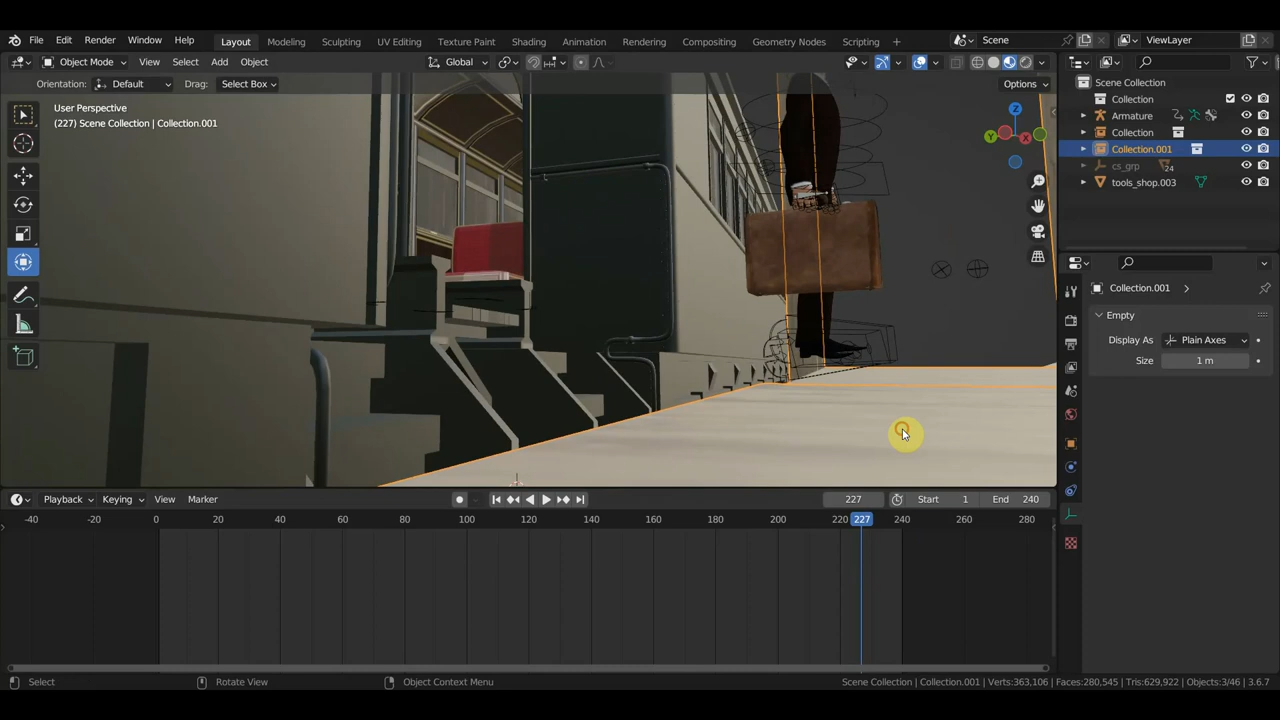 File Edit Render Window Help Layout Modeling Sculpting UV Editing Texture Paint Shading Animation Rendering Compositing Geometry Nodes Scripting + Scene ViewLayer
Object Mode View Select Add Object Global
Orientation: Default Drag: Select Box Options
User Perspective
(227) Scene Collection | Collection.001
Z
Y X
Scene Collection
Collection
Armature
Collection
Collection.001
cs_grp 24
tools_shop.003
Collection.001
Empty
Display As Plain Axes
Size 1 m
Playback Keying View Marker 227 Start 1 End 240
-40 -20 0 20 40 60 80 100 120 140 160 180 200 220 227 240 260 280
Select Rotate View Object Context Menu Scene Collection | Collection.001 | Verts:363,106 | Faces:280,545 | Tris:629,922 | Objects:3/46 | 3.6.7